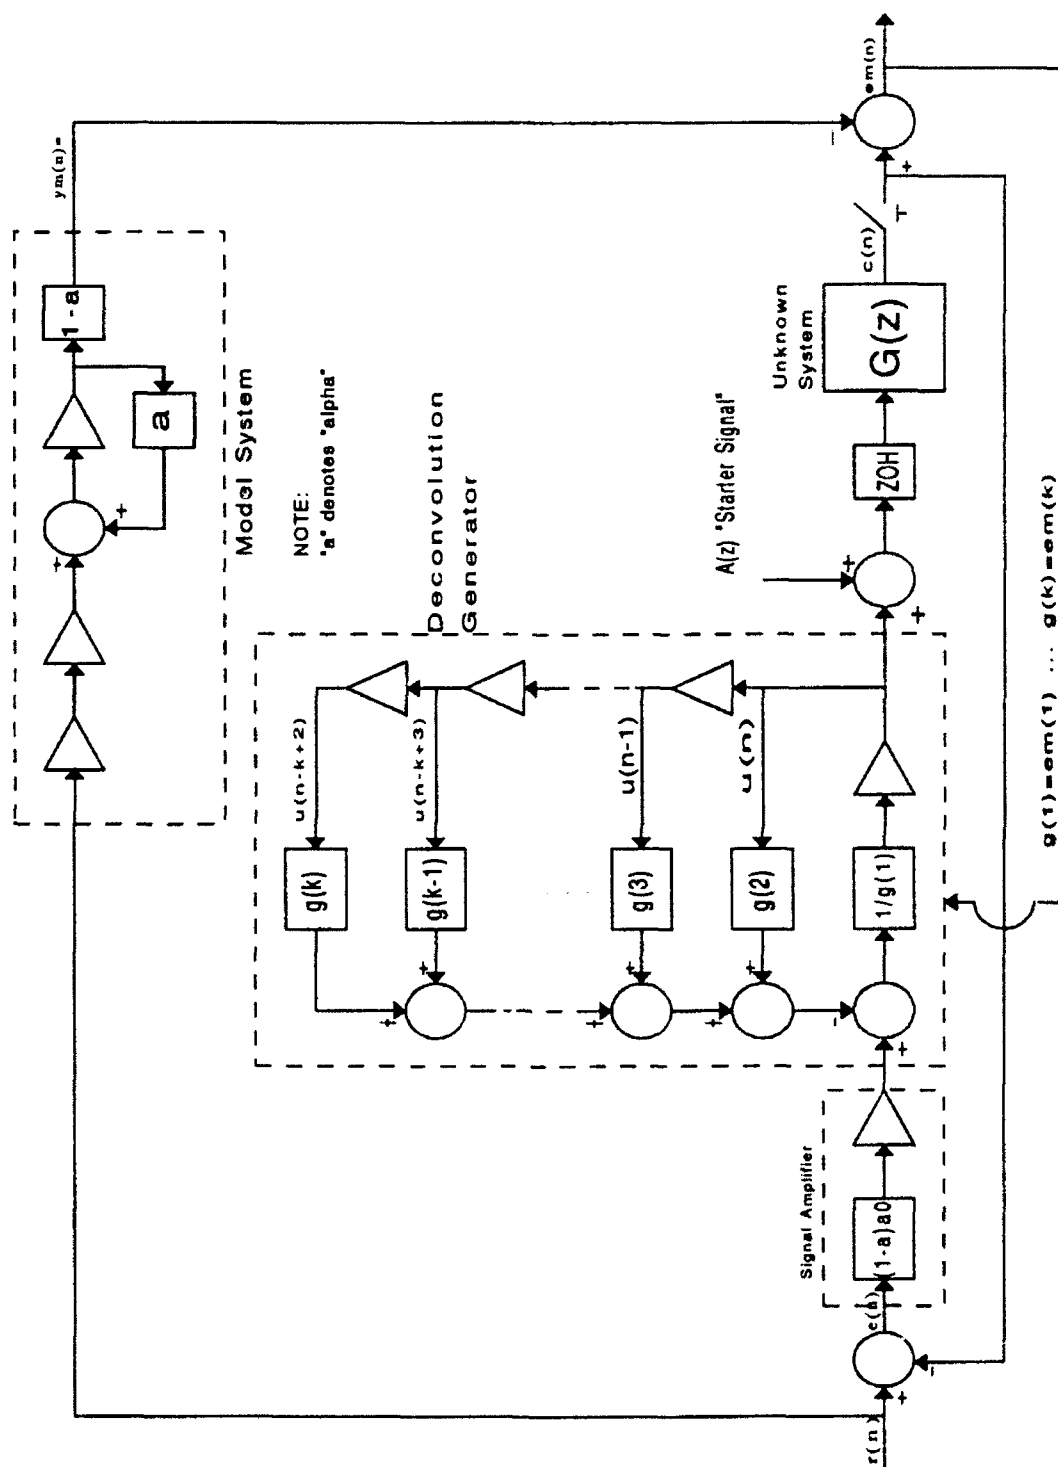 ym(n)=
1-a
a
Model System
NOTE:
"a" denotes "alpha"
Deconvolution
Generator
u(n-k+2)
u(n-k+3)
u(n-1)
u(n)
g(k)
g(k-1)
g(3)
g(2)
1/g(1)
+
+
+
+
+
+
+
+
+
-
+
Signal Amplifier
(1-a)a0
r(n)
e(n)
+
-
A(z) "Starter Signal"
+
+
ZOH
Unknown
System
G(z)
c(n)
T
+
-
em(n)
g(1)=em(1) ... g(k)=em(k)